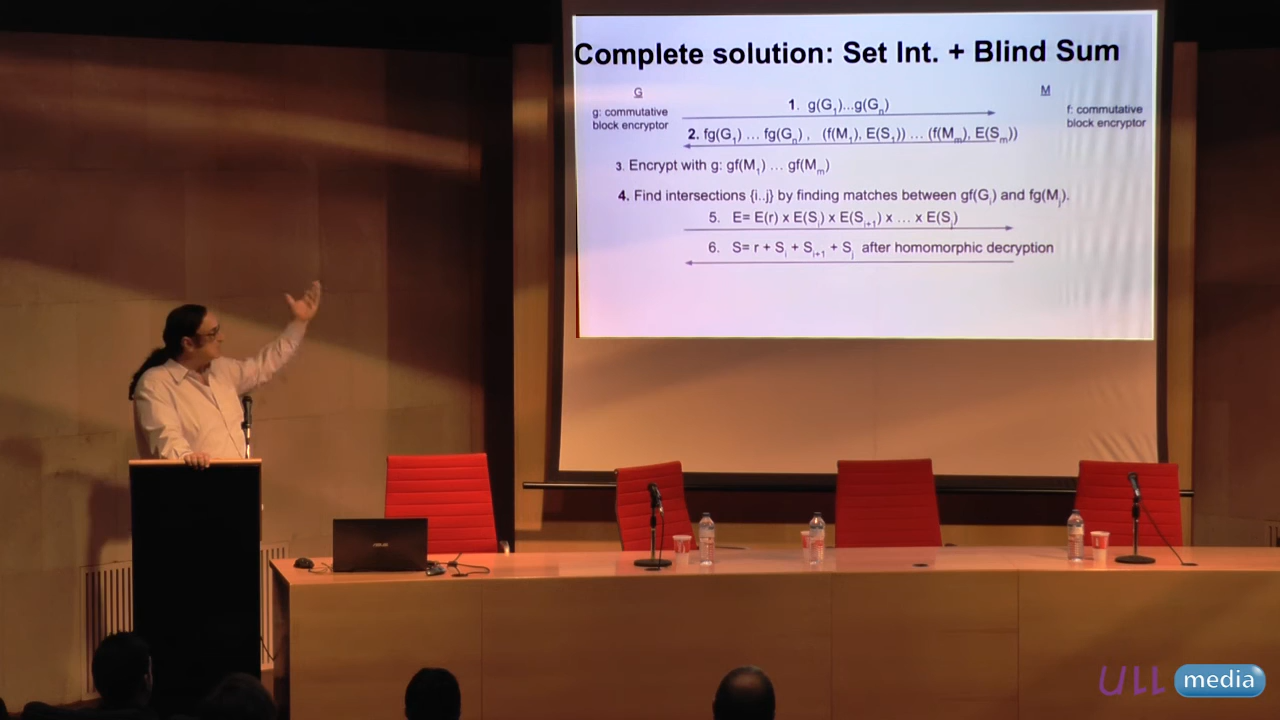 Complete solution: Set Int. + Blind Sum
G
M
g: commutative
block encryptor
f: commutative
block encryptor
1. g(G₁)...g(Gₙ)
2. fg(G₁) ... fg(Gₙ) , (f(M₁), E(S₁)) ... (f(Mₘ), E(Sₘ))
3. Encrypt with g: gf(M₁) ... gf(Mₘ)
4. Find intersections {i..j} by finding matches between gf(Gᵢ) and fg(Mⱼ).
5. E= E(r) x E(Sᵢ) x E(Sᵢ₊₁) x ... x E(Sⱼ)
6. S= r + Sᵢ + Sᵢ₊₁ + Sⱼ after homomorphic decryption
ASUS
ULL media